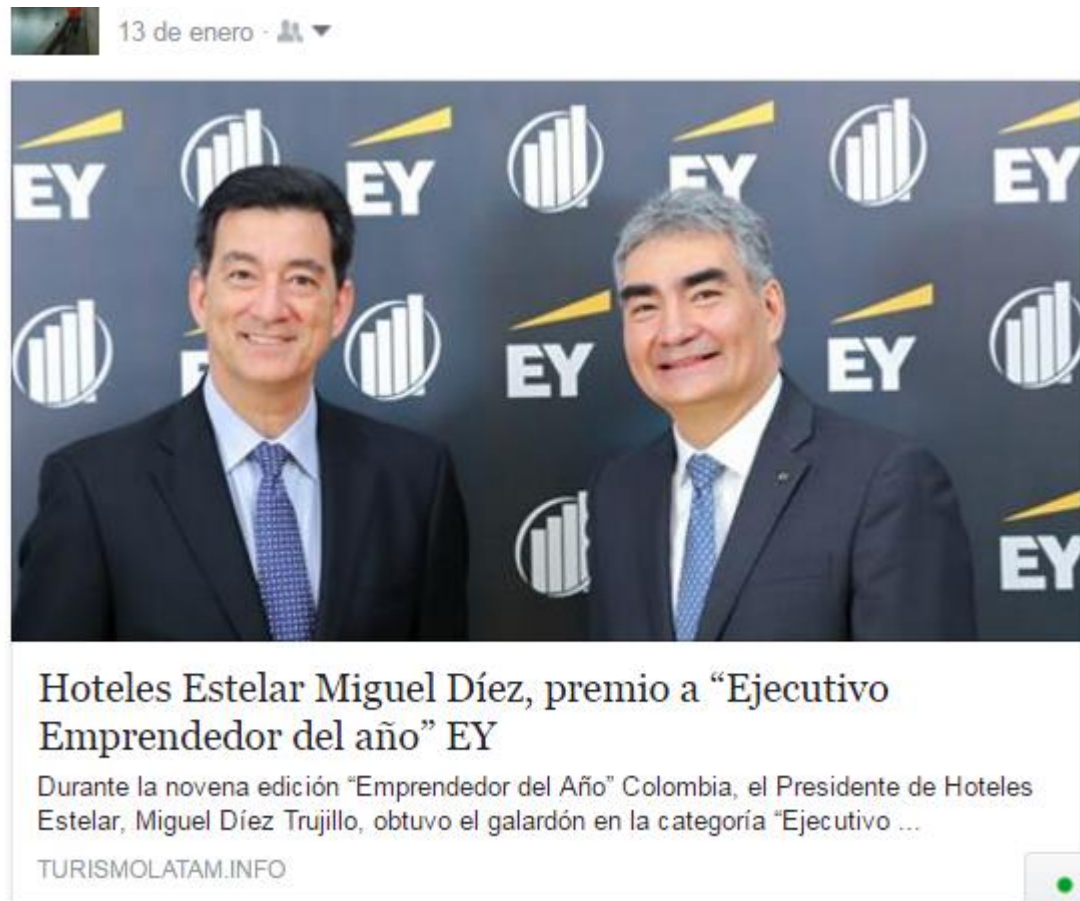 13 de enero ·
EY EY EY EY
EY EY
EY
Hoteles Estelar Miguel Díez, premio a “Ejecutivo
Emprendedor del año” EY
Durante la novena edición “Emprendedor del Año” Colombia, el Presidente de Hoteles
Estelar, Miguel Díez Trujillo, obtuvo el galardón en la categoría “Ejecutivo ...
TURISMOLATAM.INFO